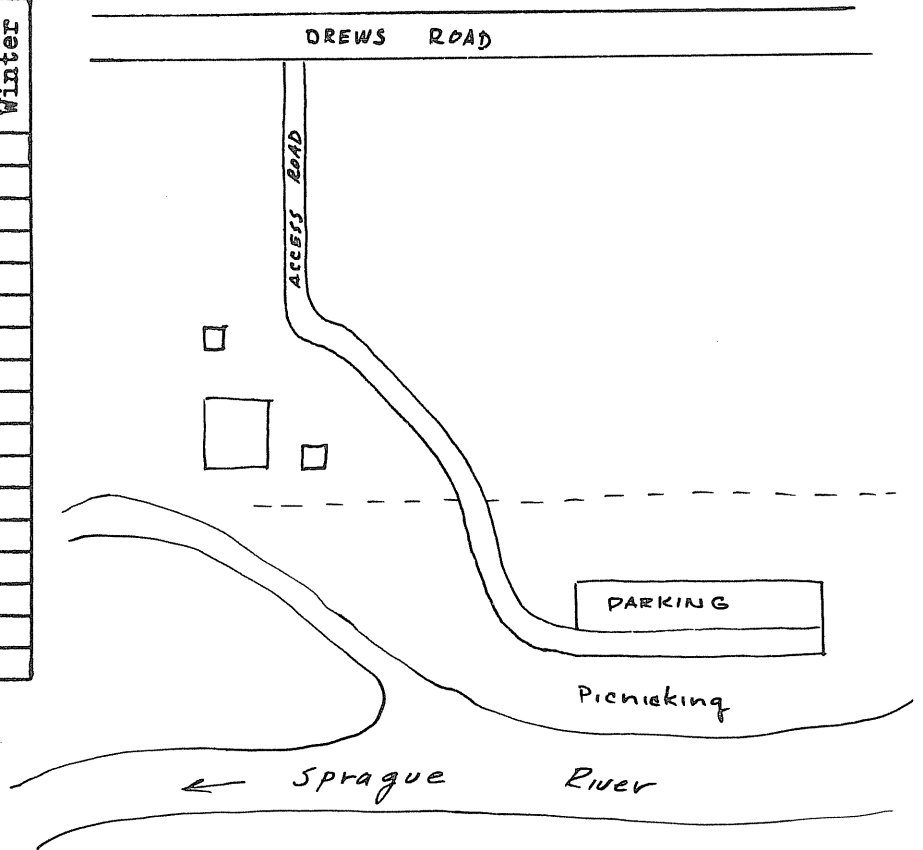 Winter
DREWS ROAD
ACCESS ROAD
PARKING
Picnicking
← Sprague River